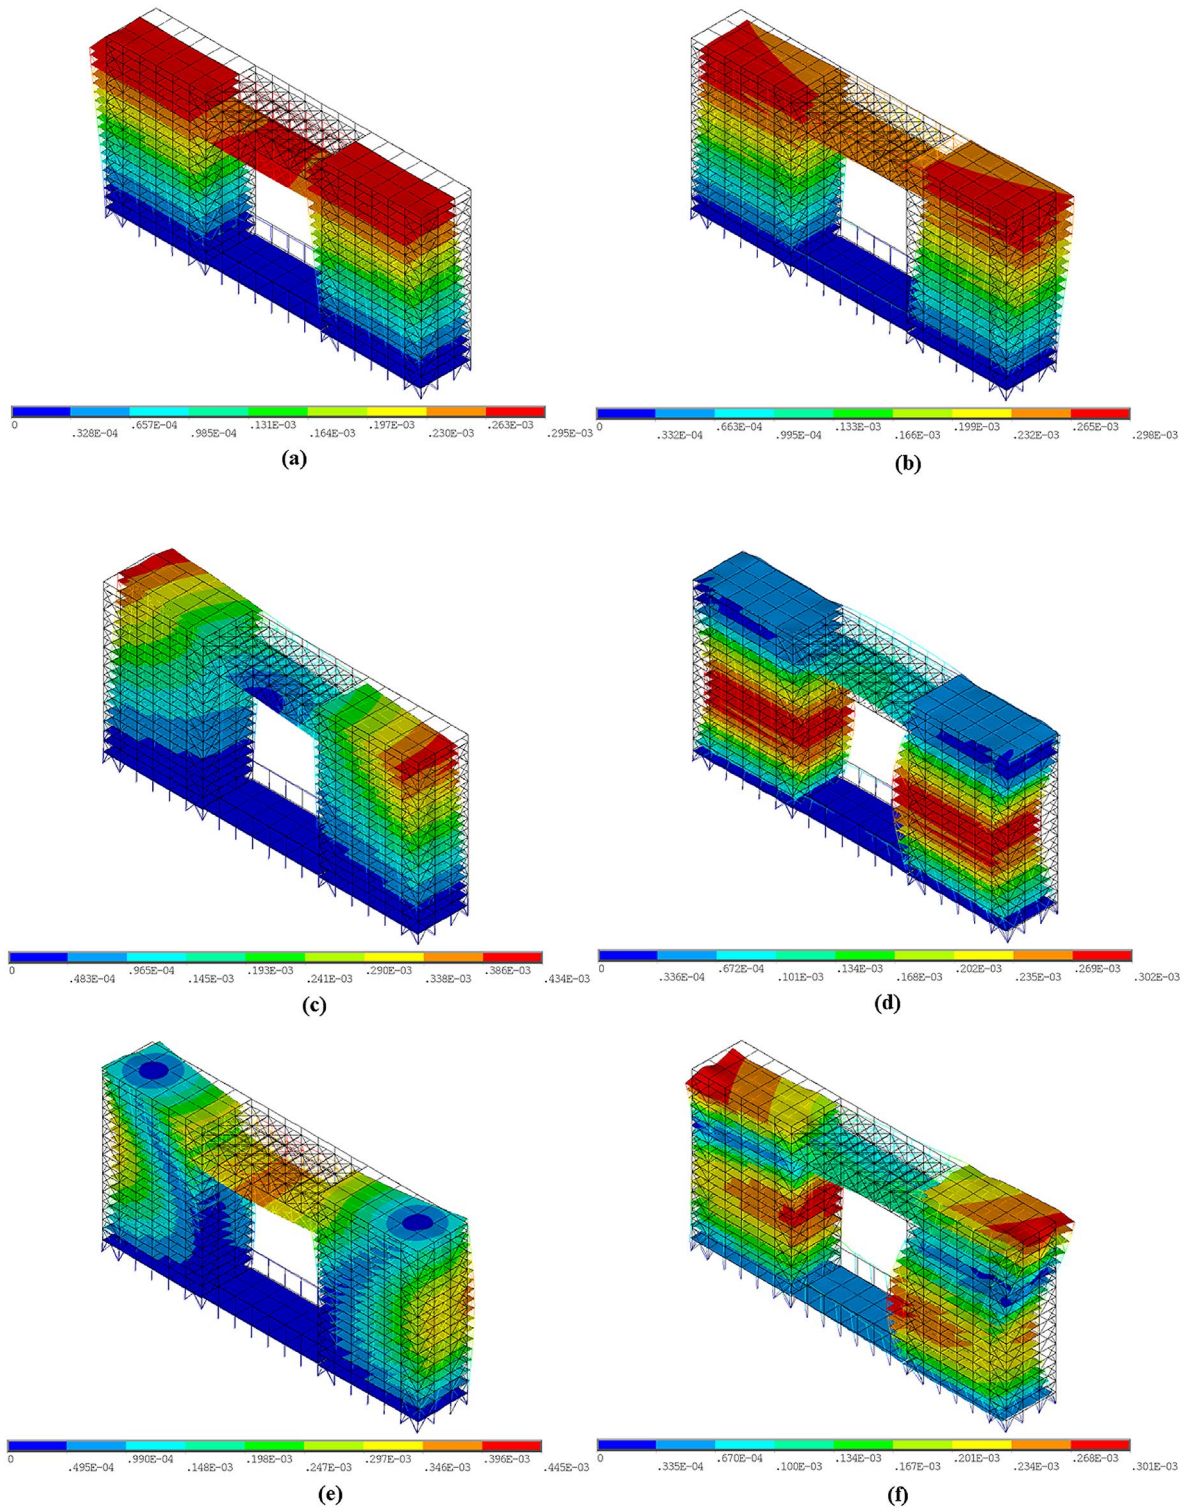 0 .657E-04 .131E-03 .197E-03 .263E-03
.328E-04 .985E-04 .164E-03 .230E-03 .295E-03
(a)
0 .663E-04 .133E-03 .199E-03 .265E-03
.332E-04 .995E-04 .166E-03 .232E-03 .298E-03
(b)
0 .965E-04 .193E-03 .290E-03 .386E-03
.483E-04 .145E-03 .241E-03 .338E-03 .434E-03
(c)
0 .672E-04 .134E-03 .202E-03 .269E-03
.336E-04 .101E-03 .168E-03 .235E-03 .302E-03
(d)
0 .990E-04 .198E-03 .297E-03 .396E-03
.495E-04 .148E-03 .247E-03 .346E-03 .445E-03
(e)
0 .670E-04 .134E-03 .201E-03 .268E-03
.335E-04 .100E-03 .167E-03 .234E-03 .301E-03
(f)